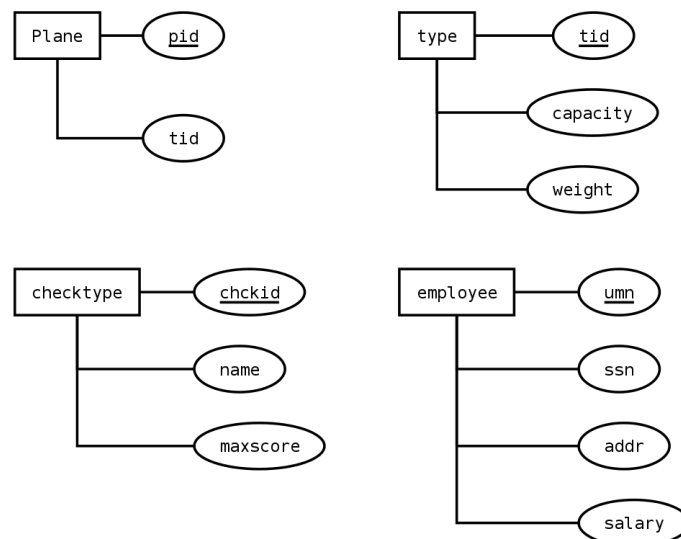 Plane pid
tid
type tid
capacity
weight
checktype chckid
name
maxscore
employee umn
ssn
addr
salary